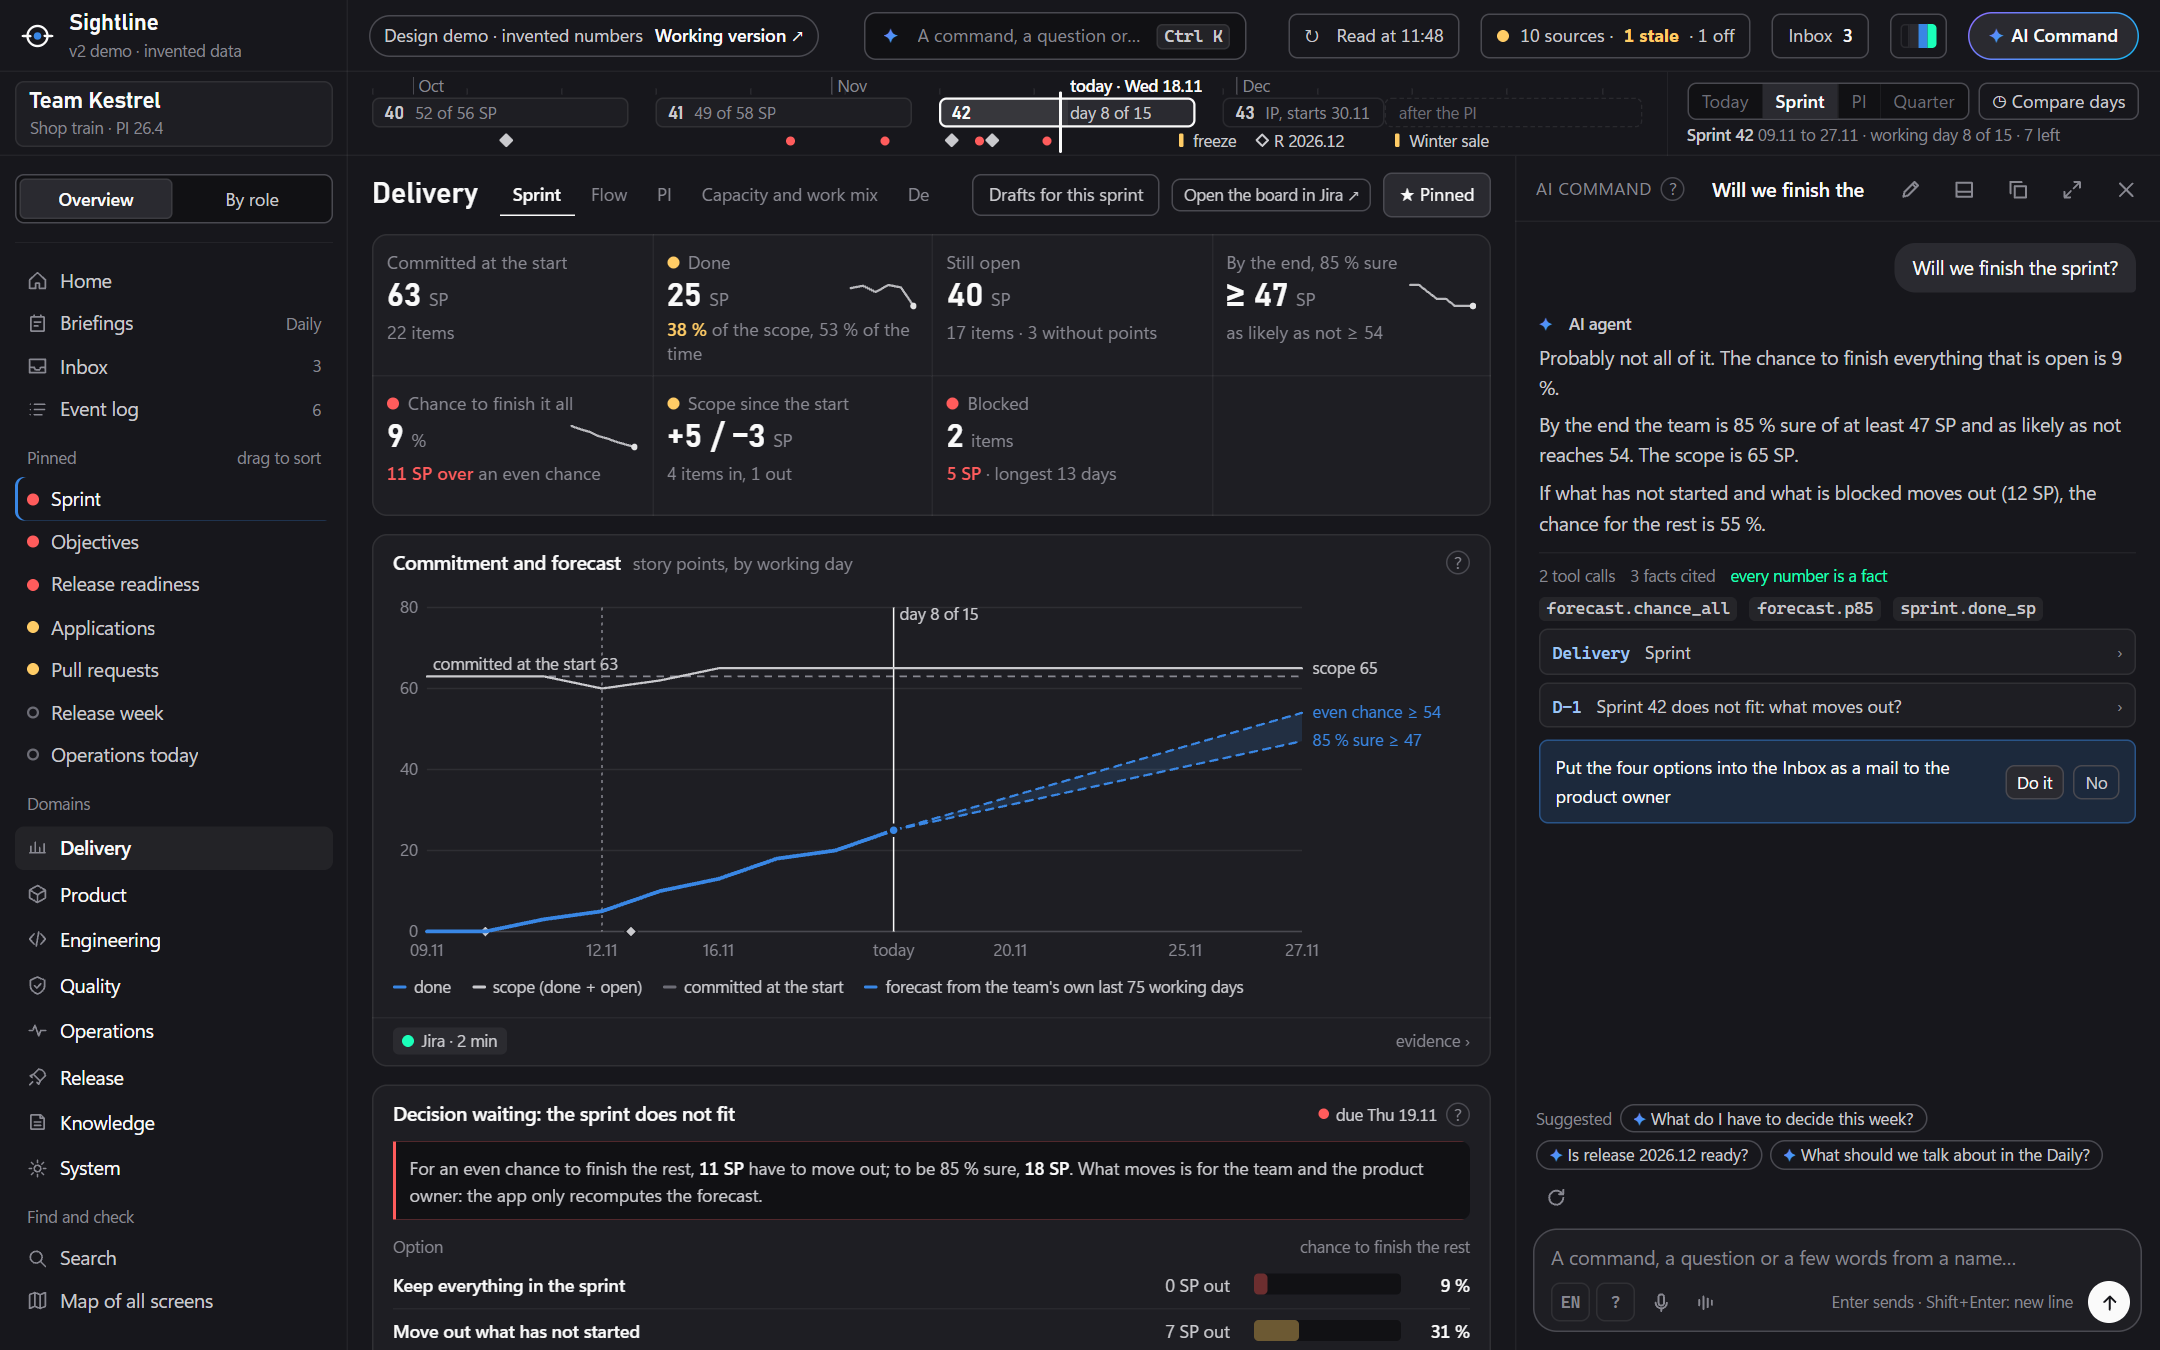 Sightline
v2 demo · invented data
Design demo · invented numbers Working version ↗
A command, a question or... Ctrl K
Read at 11:48
10 sources · 1 stale · 1 off
Inbox 3
AI Command
Team Kestrel
Shop train · PI 26.4
Oct
Nov
today · Wed 18.11
Dec
40 52 of 56 SP
41 49 of 58 SP
42 day 8 of 15
43 IP, starts 30.11
after the PI
freeze
R 2026.12
Winter sale
Today Sprint PI Quarter
Compare days
Sprint 42 09.11 to 27.11 · working day 8 of 15 · 7 left
Overview By role
Home
Briefings Daily
Inbox 3
Event log 6
Pinned drag to sort
Sprint
Objectives
Release readiness
Applications
Pull requests
Release week
Operations today
Domains
Delivery
Product
Engineering
Quality
Operations
Release
Knowledge
System
Find and check
Search
Map of all screens
Delivery Sprint Flow PI Capacity and work mix De
Drafts for this sprint
Open the board in Jira ↗
★ Pinned
Committed at the start
63 SP
22 items
Done
25 SP
38 % of the scope, 53 % of the
time
Still open
40 SP
17 items · 3 without points
By the end, 85 % sure
≥ 47 SP
as likely as not ≥ 54
Chance to finish it all
9 %
11 SP over an even chance
Scope since the start
+5 / −3 SP
4 items in, 1 out
Blocked
2 items
5 SP · longest 13 days
Commitment and forecast story points, by working day ?
80
60
40
20
0
day 8 of 15
committed at the start 63
scope 65
even chance ≥ 54
85 % sure ≥ 47
09.11 12.11 16.11 today 20.11 25.11 27.11
done scope (done + open) committed at the start forecast from the team's own last 75 working days
Jira · 2 min
evidence ›
Decision waiting: the sprint does not fit
due Thu 19.11 ?
For an even chance to finish the rest, 11 SP have to move out; to be 85 % sure, 18 SP. What moves is for the team and the product
owner: the app only recomputes the forecast.
Option chance to finish the rest
Keep everything in the sprint 0 SP out 9 %
Move out what has not started 7 SP out 31 %
AI COMMAND ? Will we finish the
Will we finish the sprint?
AI agent
Probably not all of it. The chance to finish everything that is open is 9
%.
By the end the team is 85 % sure of at least 47 SP and as likely as not
reaches 54. The scope is 65 SP.
If what has not started and what is blocked moves out (12 SP), the
chance for the rest is 55 %.
2 tool calls 3 facts cited every number is a fact
forecast.chance_all forecast.p85 sprint.done_sp
Delivery Sprint ›
D−1 Sprint 42 does not fit: what moves out? ›
Put the four options into the Inbox as a mail to the
product owner
Do it No
Suggested What do I have to decide this week?
Is release 2026.12 ready? What should we talk about in the Daily?
A command, a question or a few words from a name...
EN ? Enter sends · Shift+Enter: new line